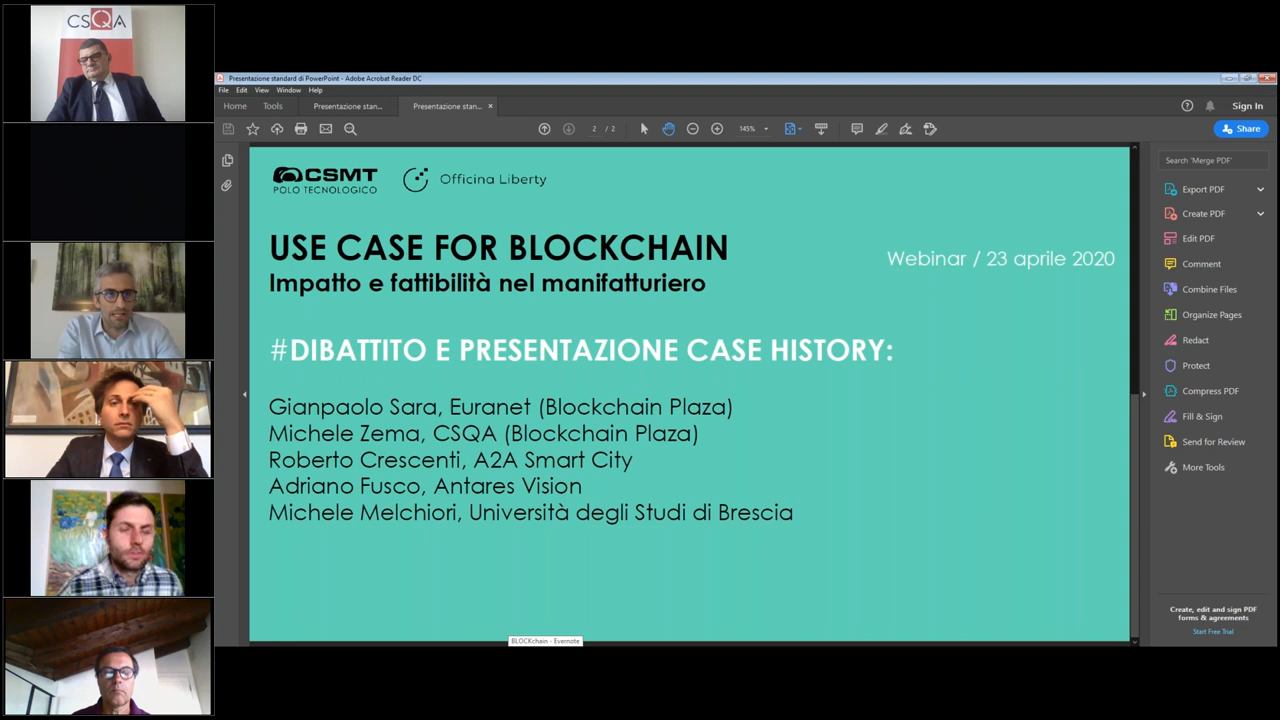 CSQA
Presentazione standard di PowerPoint - Adobe Acrobat Reader DC
File Edit View Window Help
Home Tools Presentazione stan... Presentazione stan... × Sign In
2 / 2 145% Share
CSMT
POLO TECNOLOGICO
Officina Liberty
USE CASE FOR BLOCKCHAIN
Impatto e fattibilità nel manifatturiero
Webinar / 23 aprile 2020
#DIBATTITO E PRESENTAZIONE CASE HISTORY:
Gianpaolo Sara, Euranet (Blockchain Plaza)
Michele Zema, CSQA (Blockchain Plaza)
Roberto Crescenti, A2A Smart City
Adriano Fusco, Antares Vision
Michele Melchiori, Università degli Studi di Brescia
BLOCKchain - Evernote
Search 'Merge PDF'
Export PDF
Create PDF
Edit PDF
Comment
Combine Files
Organize Pages
Redact
Protect
Compress PDF
Fill & Sign
Send for Review
More Tools
Create, edit and sign PDF
forms & agreements
Start Free Trial